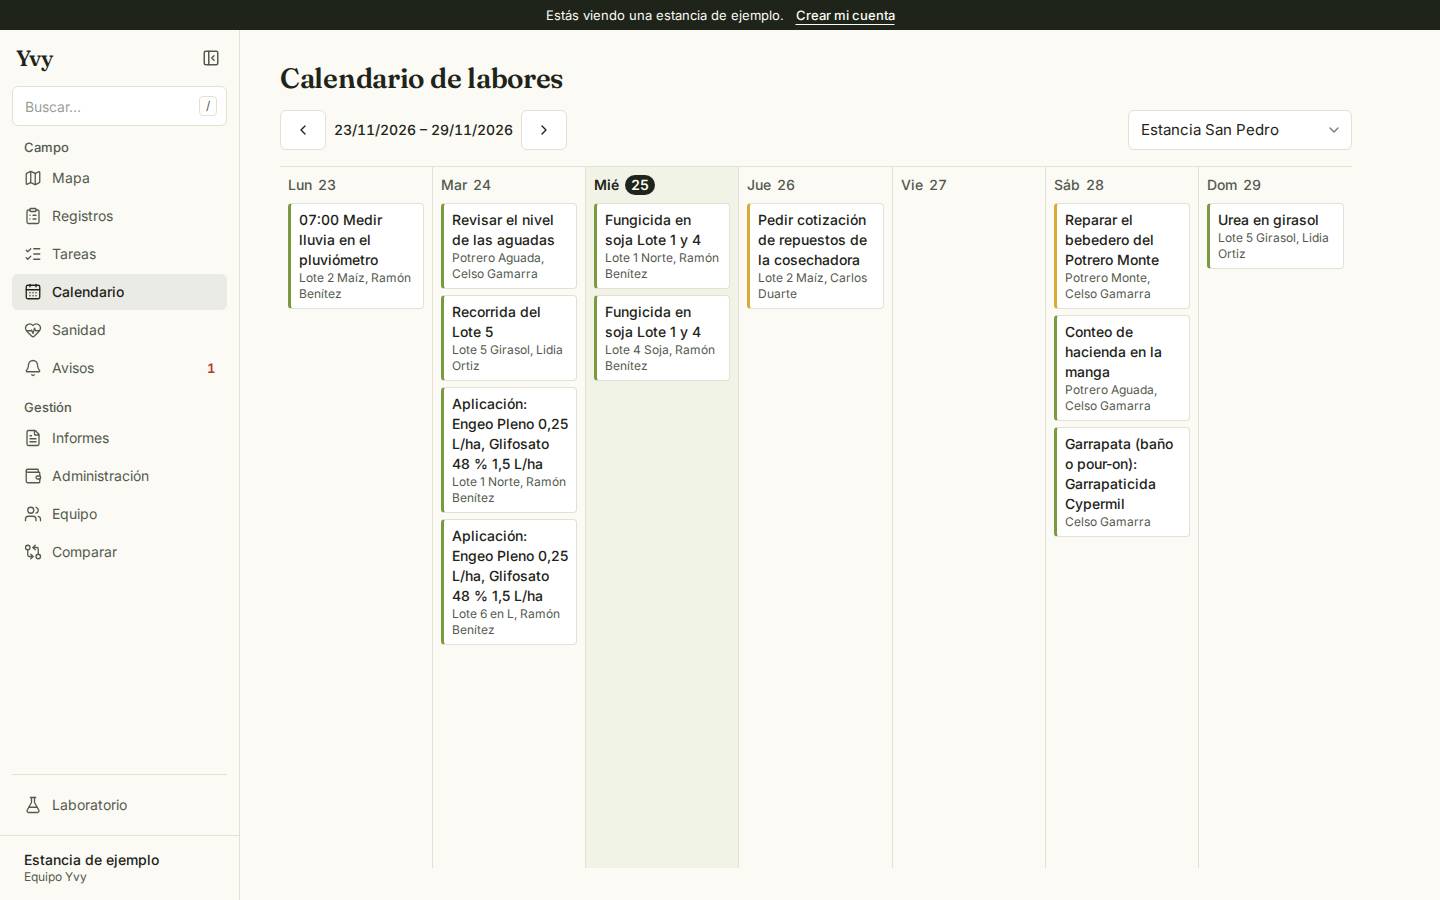 Estás viendo una estancia de ejemplo. Crear mi cuenta
Yvy
Buscar... /
Campo
Mapa
Registros
Tareas
Calendario
Sanidad
Avisos 1
Gestión
Informes
Administración
Equipo
Comparar
Laboratorio
Estancia de ejemplo
Equipo Yvy
Calendario de labores
23/11/2026 – 29/11/2026
Estancia San Pedro
Lun 23
07:00 Medir
lluvia en el
pluviómetro
Lote 2 Maíz, Ramón
Benítez
Mar 24
Revisar el nivel
de las aguadas
Potrero Aguada,
Celso Gamarra
Recorrida del
Lote 5
Lote 5 Girasol, Lidia
Ortiz
Aplicación:
Engeo Pleno 0,25
L/ha, Glifosato
48 % 1,5 L/ha
Lote 1 Norte, Ramón
Benítez
Aplicación:
Engeo Pleno 0,25
L/ha, Glifosato
48 % 1,5 L/ha
Lote 6 en L, Ramón
Benítez
Mié 25
Fungicida en
soja Lote 1 y 4
Lote 1 Norte, Ramón
Benítez
Fungicida en
soja Lote 1 y 4
Lote 4 Soja, Ramón
Benítez
Jue 26
Pedir cotización
de repuestos de
la cosechadora
Lote 2 Maíz, Carlos
Duarte
Vie 27
Sáb 28
Reparar el
bebedero del
Potrero Monte
Potrero Monte,
Celso Gamarra
Conteo de
hacienda en la
manga
Potrero Aguada,
Celso Gamarra
Garrapata (baño
o pour-on):
Garrapaticida
Cypermil
Celso Gamarra
Dom 29
Urea en girasol
Lote 5 Girasol, Lidia
Ortiz